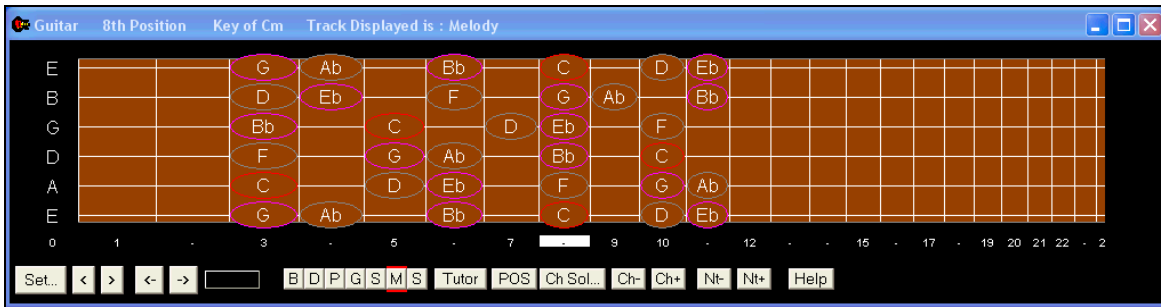 Guitar 8th Position Key of Cm Track Displayed is : Melody
E G Ab Bb C D Eb
B D Eb F G Ab Bb
G Bb C D Eb F
D F G Ab Bb C
A C D Eb F G Ab
E G Ab Bb C D Eb
0 1 - 3 - 5 - 7 - 9 10 - 12 - - 15 - 17 - 19 20 21 22 - 2
Set... < > <- -> B D P G S M S Tutor POS Ch Sol... Ch- Ch+ Nt- Nt+ Help